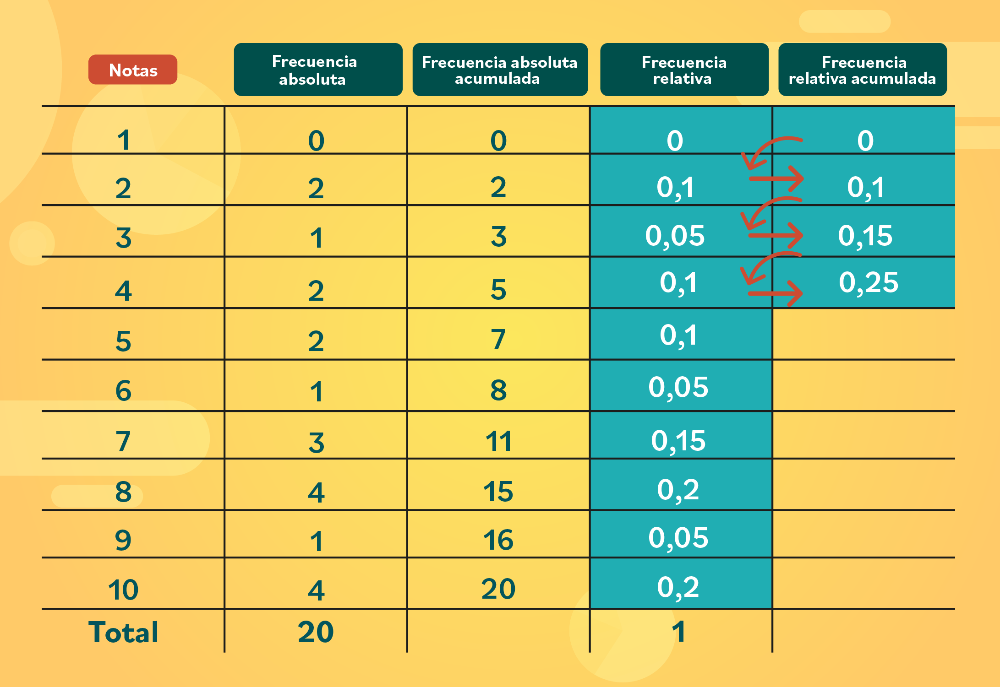 Notas
Frecuencia
absoluta
Frecuencia absoluta
acumulada
Frecuencia
relativa
Frecuencia
relativa acumulada
1 0 0 0 0
2 2 2 0,1 0,1
3 1 3 0,05 0,15
4 2 5 0,1 0,25
5 2 7 0,1
6 1 8 0,05
7 3 11 0,15
8 4 15 0,2
9 1 16 0,05
10 4 20 0,2
Total 20 1